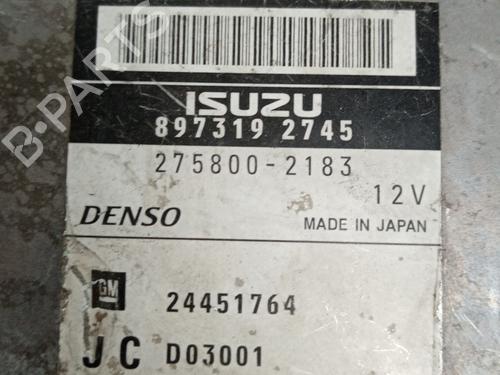 B-PARTS
ISUZU
897319 2745
275800-2183
12V
DENSO
MADE IN JAPAN
GM
24451764
JC
D03001